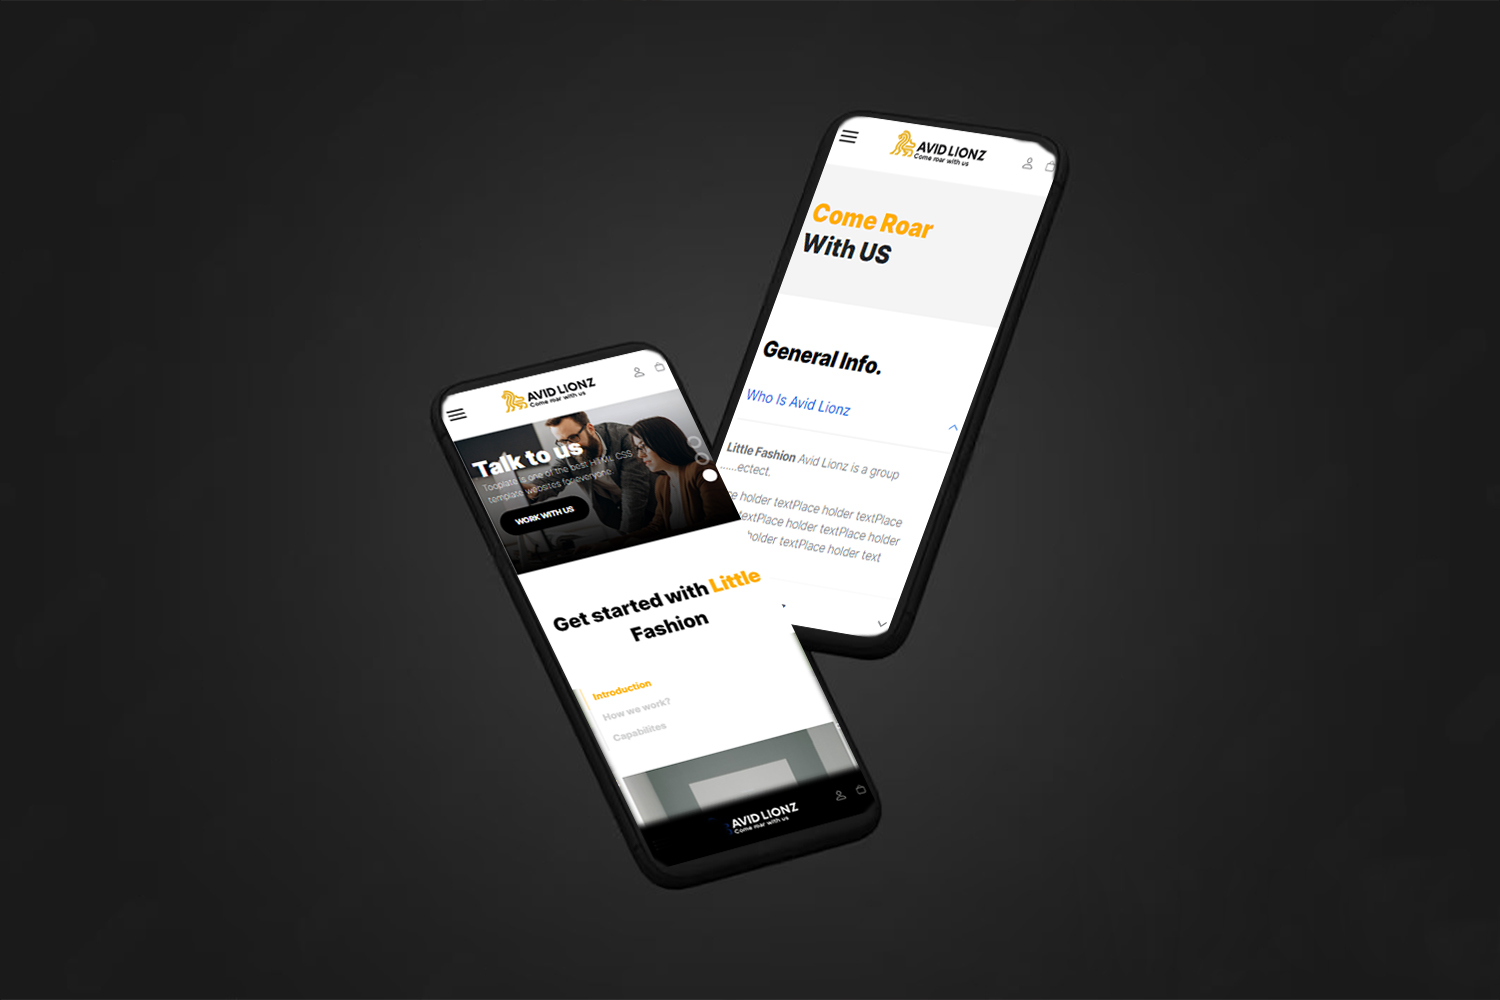 AVID LIONZ
Come roar with us
Come Roar
With US
General Info.
Who Is Avid Lionz
Little Fashion Avid Lionz is a group
......ectect.
holder textPlace holder textPlace
textPlace holder textPlace holder
holder textPlace holder text
AVID LIONZ
Come roar with us
Talk to us
Tooplate is one of the best HTML CSS
template websites for everyone.
WORK WITH US
Get started with Little
Fashion
Introduction
How we work?
Capabilites
AVID LIONZ
Come roar with us